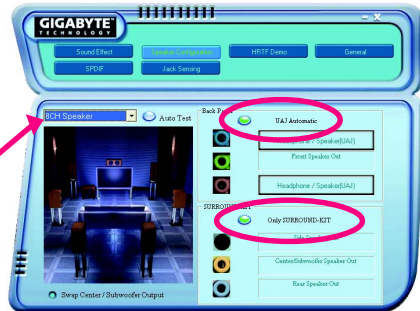 GIGABYTE
TECHNOLOGY
Sound Effect
Speaker Configuration
HRTF Demo
General
SPDIF
Jack Sensing
8CH Speaker
Auto Test
Back Panel
UAJ Automatic
Headphone / Speaker(UAJ)
Front Speaker Out
Headphone / Speaker(UAJ)
SURROUND-KIT
Only SURROUND-KIT
Side Speaker Out
Center/Subwoofer Speaker Out
Rear Speaker Out
Swap Center / Subwoofer Output